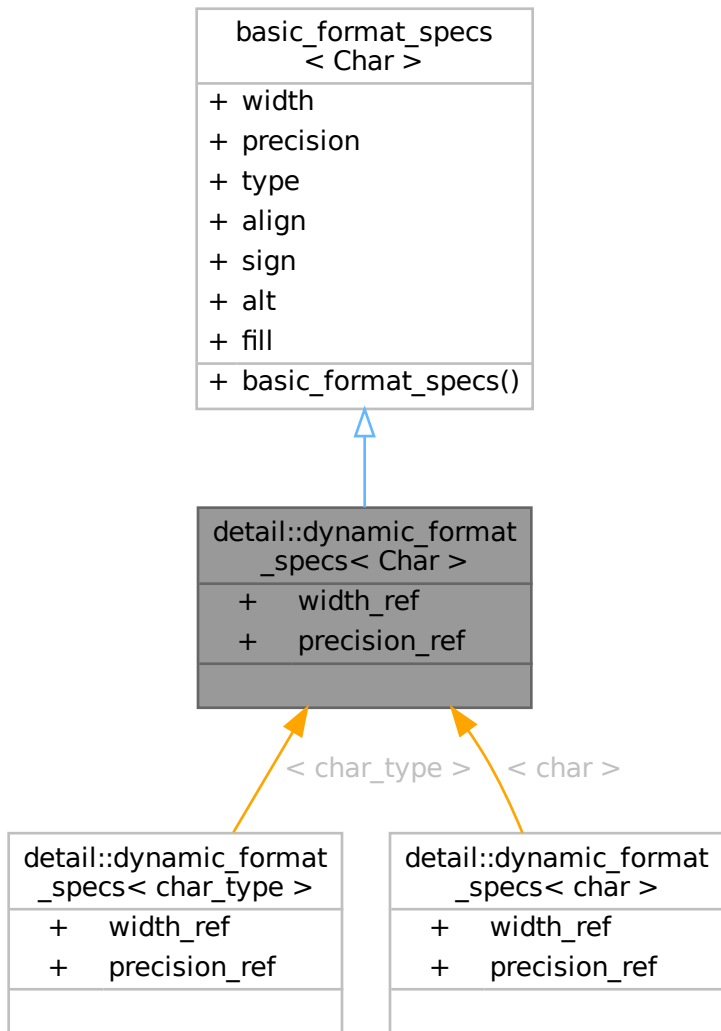 basic_format_specs
< Char >
+ width
+ precision
+ type
+ align
+ sign
+ alt
+ fill
+ basic_format_specs()
detail::dynamic_format
_specs< Char >
+ width_ref
+ precision_ref
< char_type >
< char >
detail::dynamic_format
_specs< char_type >
+ width_ref
+ precision_ref
detail::dynamic_format
_specs< char >
+ width_ref
+ precision_ref